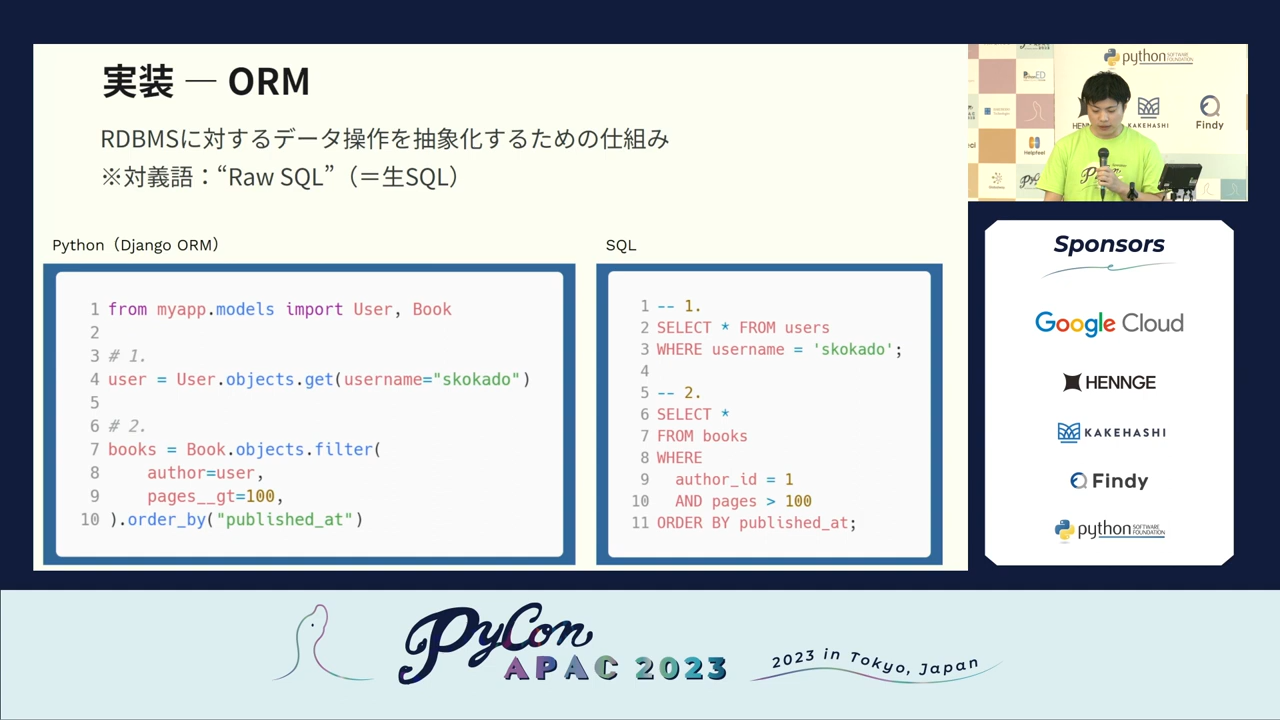 実装 — ORM
RDBMSに対するデータ操作を抽象化するための仕組み
※対義語：“Raw SQL”（＝生SQL）
Python（Django ORM）
1 from myapp.models import User, Book
2
3 # 1.
4 user = User.objects.get(username="skokado")
5
6 # 2.
7 books = Book.objects.filter(
8     author=user,
9     pages__gt=100,
10 ).order_by("published_at")
SQL
1 -- 1.
2 SELECT * FROM users
3 WHERE username = 'skokado';
4
5 -- 2.
6 SELECT *
7 FROM books
8 WHERE
9   author_id = 1
10   AND pages > 100
11 ORDER BY published_at;
python SOFTWARE FOUNDATION
KAKEHASHI
Findy
Helpfeel
Sponsors
Google Cloud
HENNGE
KAKEHASHI
Findy
python SOFTWARE FOUNDATION
PyCon
APAC 2023
2023 in Tokyo, Japan